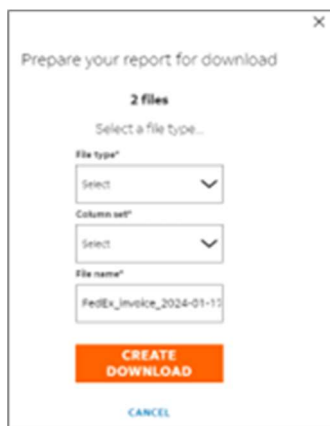 Prepare your report for download
2 files
Select a file type...
File type*
Select
Column set*
Select
File name*
FedEx_invoice_2024-01-1
CREATE
DOWNLOAD
CANCEL